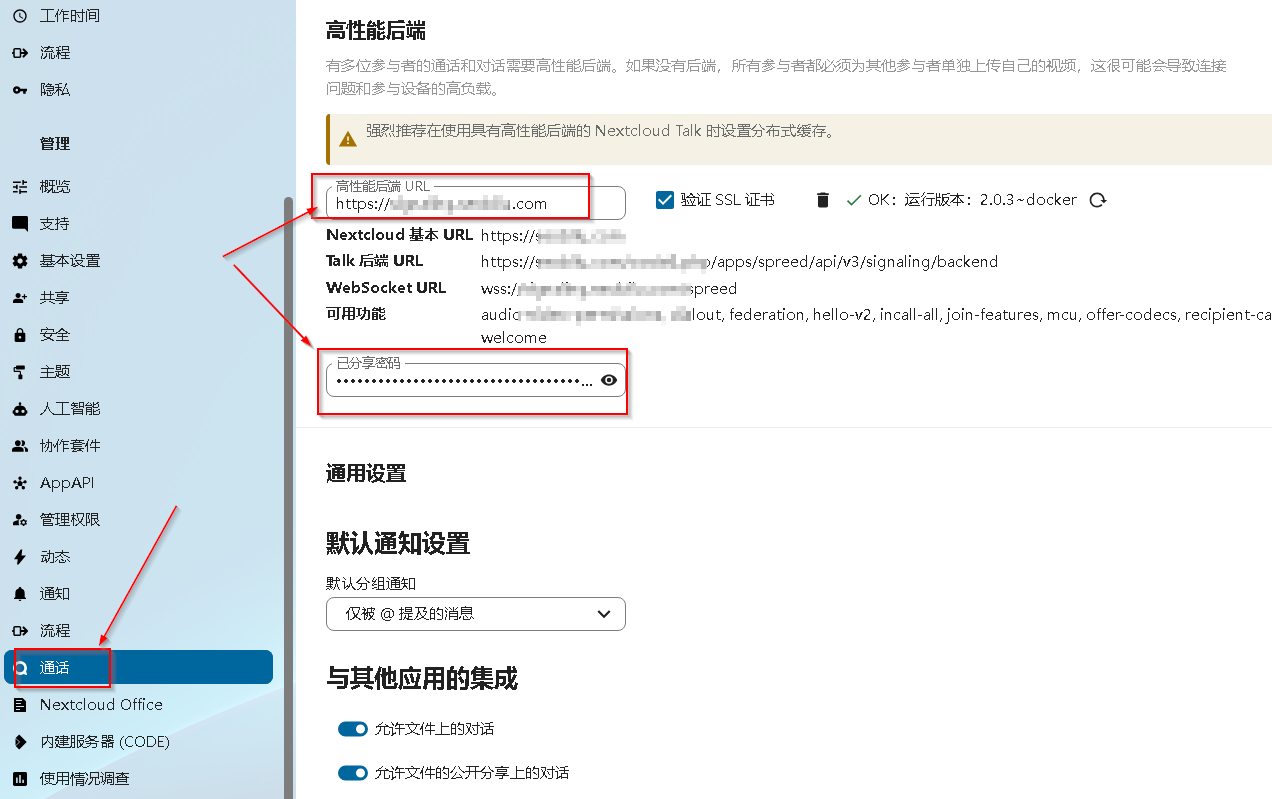 工作时间
流程
隐私
管理
概览
支持
基本设置
共享
安全
主题
人工智能
协作套件
AppAPI
管理权限
动态
通知
流程
通话
Nextcloud Office
内建服务器 (CODE)
使用情况调查
高性能后端
有多位参与者的通话和对话需要高性能后端。如果没有后端，所有参与者都必须为其他参与者单独上传自己的视频，这很可能会导致连接
问题和参与设备的高负载。
强烈推荐在使用具有高性能后端的 Nextcloud Talk 时设置分布式缓存。
高性能后端 URL
https:// .com
验证 SSL 证书
OK：运行版本：2.0.3~docker
Nextcloud 基本 URL https://
Talk 后端 URL https:// /apps/spreed/api/v3/signaling/backend
WebSocket URL wss:// spreed
可用功能 audio lout, federation, hello-v2, incall-all, join-features, mcu, offer-codecs, recipient-ca
welcome
已分享密码
通用设置
默认通知设置
默认分组通知
仅被 @ 提及的消息
与其他应用的集成
允许文件上的对话
允许文件的公开分享上的对话